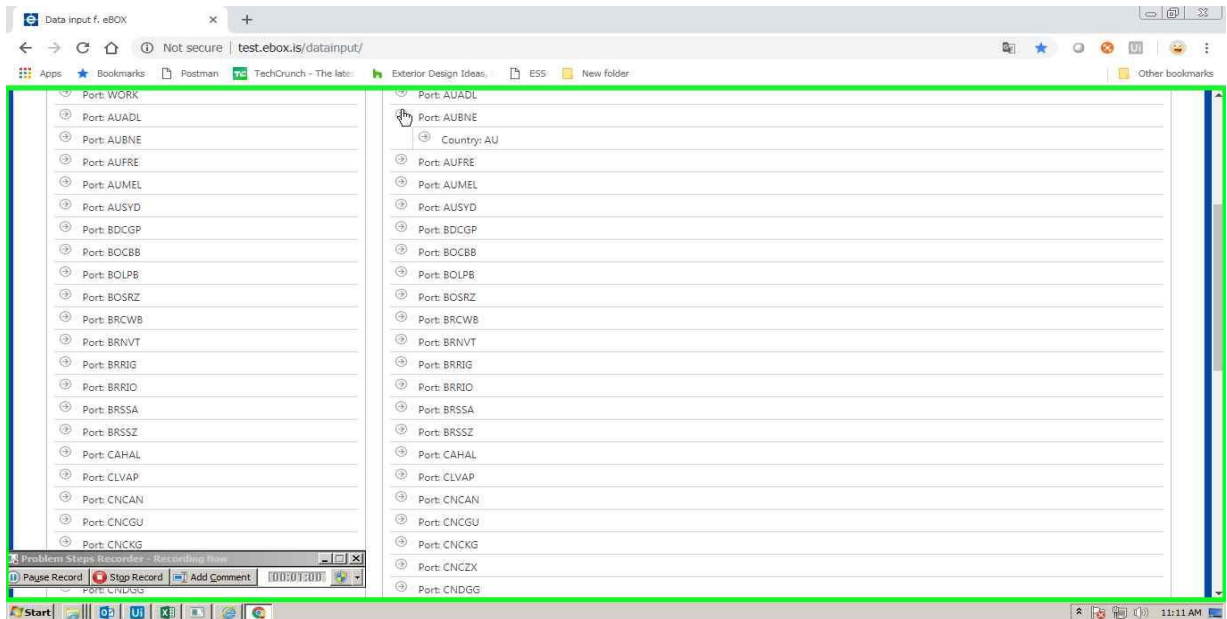 Data input f. eBOX
Not secure | test.ebox.is/datainput/
Apps Bookmarks Postman TechCrunch - The late: Exterior Design Ideas, ESS New folder Other bookmarks
Port: WORK
Port: AUADL
Port: AUBNE
Port: AUFRE
Port: AUMEL
Port: AUSYD
Port: BDCGP
Port: BOCBB
Port: BOLPB
Port: BOSRZ
Port: BRCWB
Port: BRNVT
Port: BRRIG
Port: BRRIO
Port: BRSSA
Port: BRSSZ
Port: CAHAL
Port: CLVAP
Port: CNCAN
Port: CNCGU
Port: CNCKG
Port: CNDGG
Port: AUADL
Port: AUBNE
Country: AU
Port: AUFRE
Port: AUMEL
Port: AUSYD
Port: BDCGP
Port: BOCBB
Port: BOLPB
Port: BOSRZ
Port: BRCWB
Port: BRNVT
Port: BRRIG
Port: BRRIO
Port: BRSSA
Port: BRSSZ
Port: CAHAL
Port: CLVAP
Port: CNCAN
Port: CNCGU
Port: CNCKG
Port: CNCZX
Port: CNDGG
Problem Steps Recorder - Recording Now
Pause Record Stop Record Add Comment 00:01:00
Start 11:11 AM